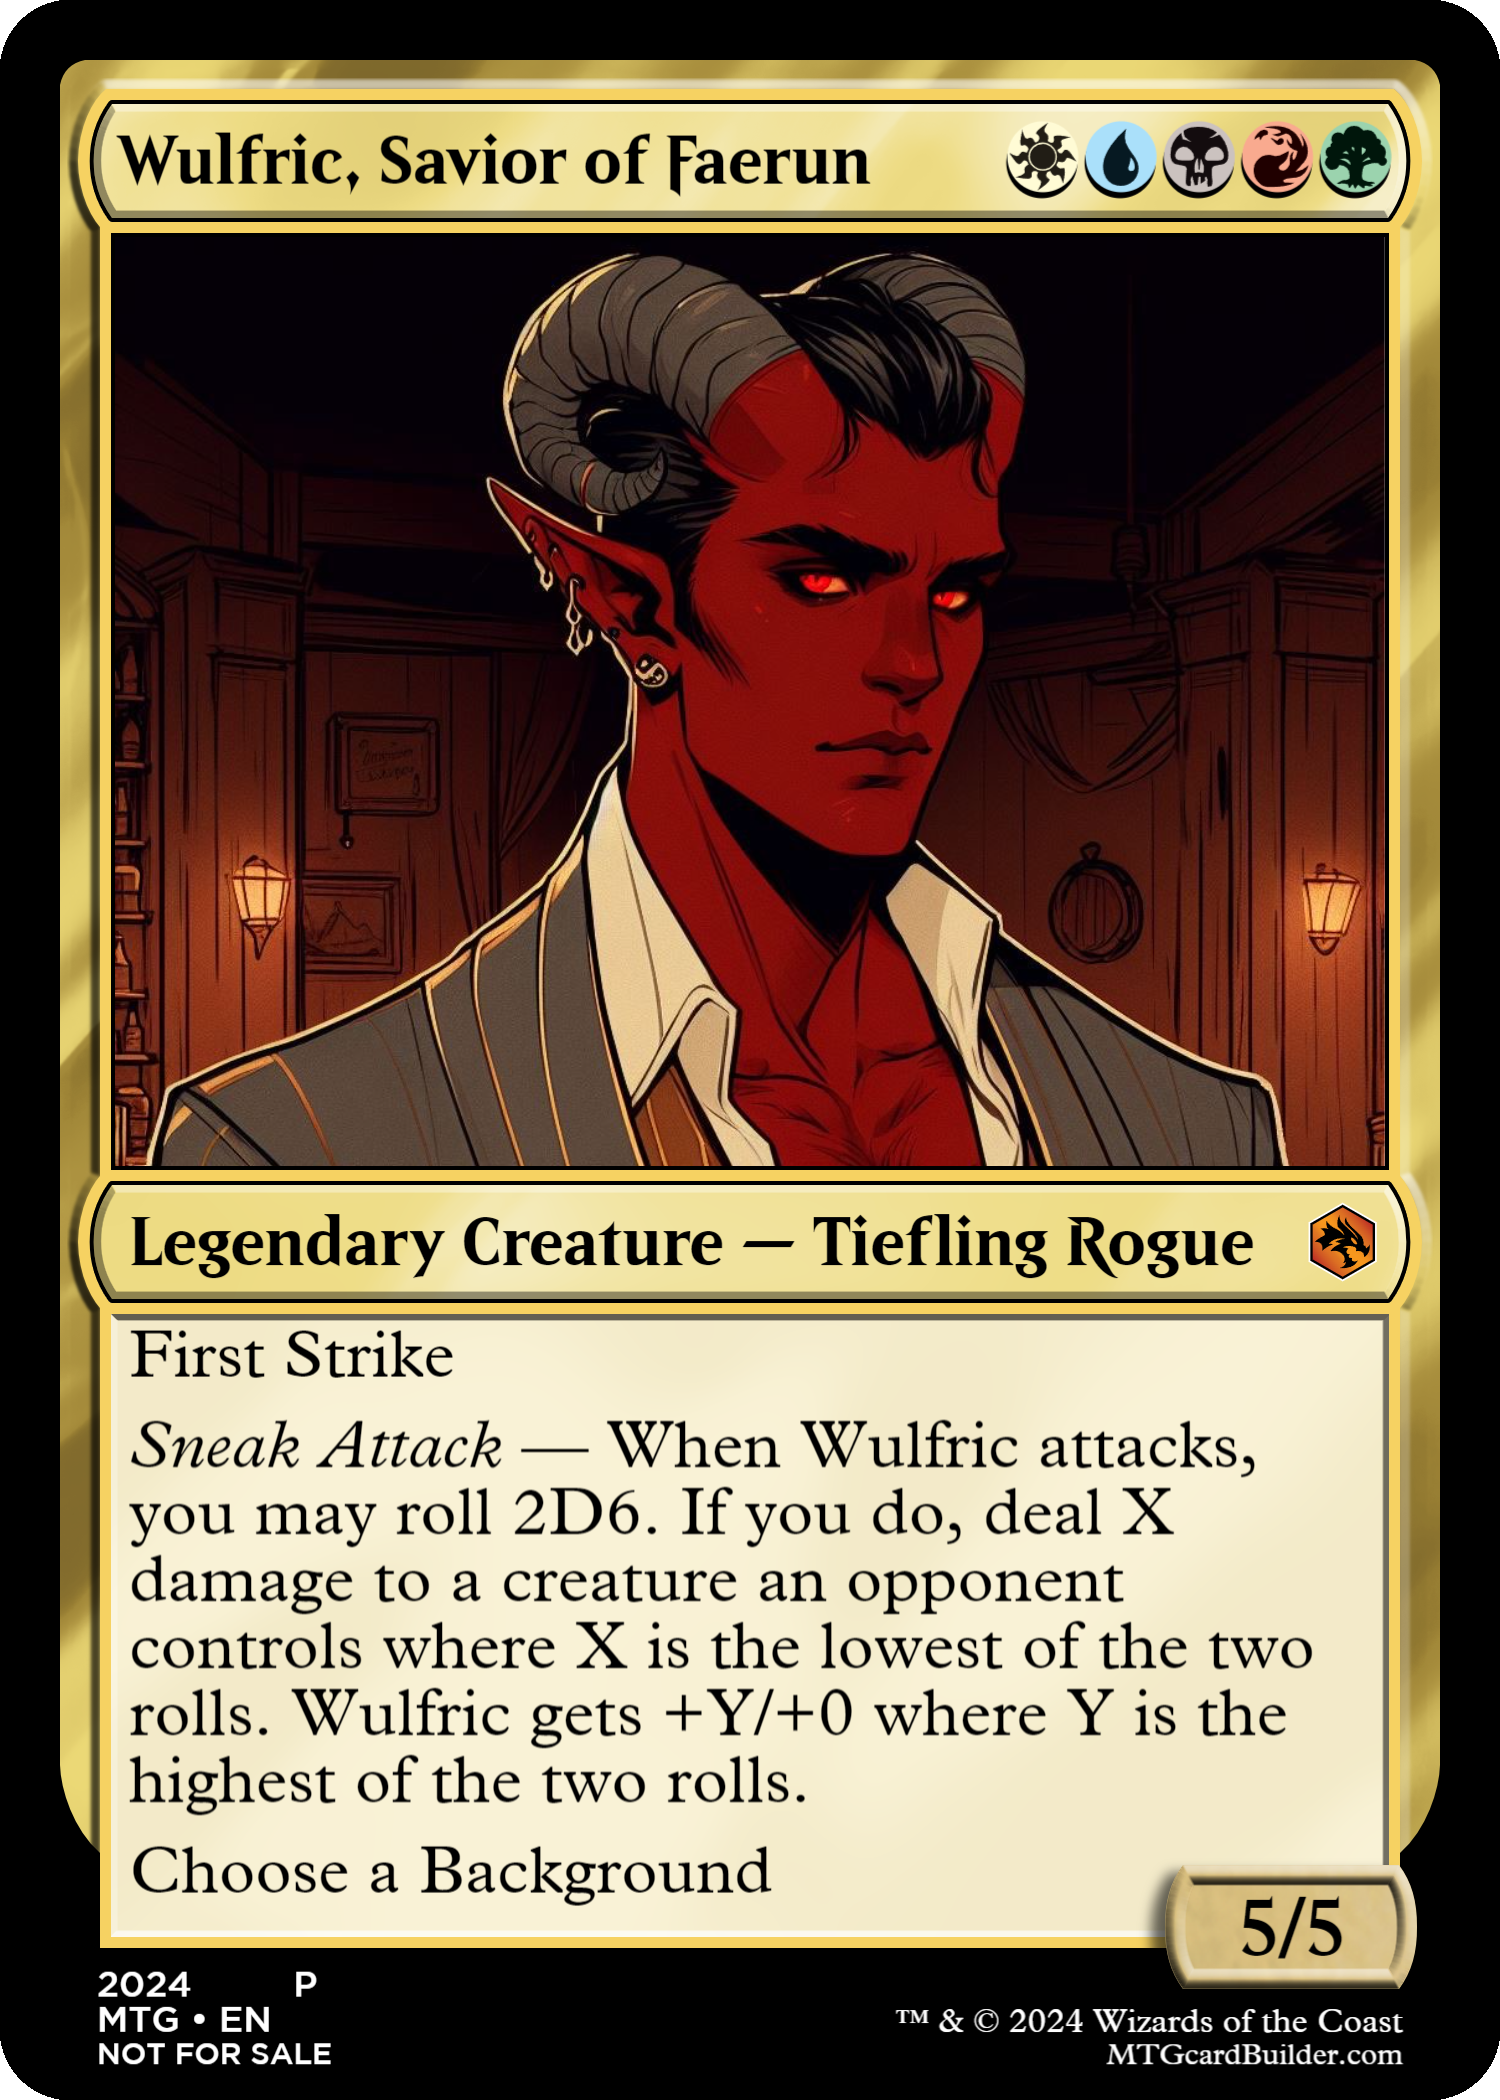 Wulfric, Savior of Faerun
Legendary Creature — Tiefling Rogue
First Strike
Sneak Attack — When Wulfric attacks,
you may roll 2D6. If you do, deal X
damage to a creature an opponent
controls where X is the lowest of the two
rolls. Wulfric gets +Y/+0 where Y is the
highest of the two rolls.
Choose a Background
5/5
2024 P
MTG • EN
NOT FOR SALE
™ & © 2024 Wizards of the Coast
MTGcardBuilder.com